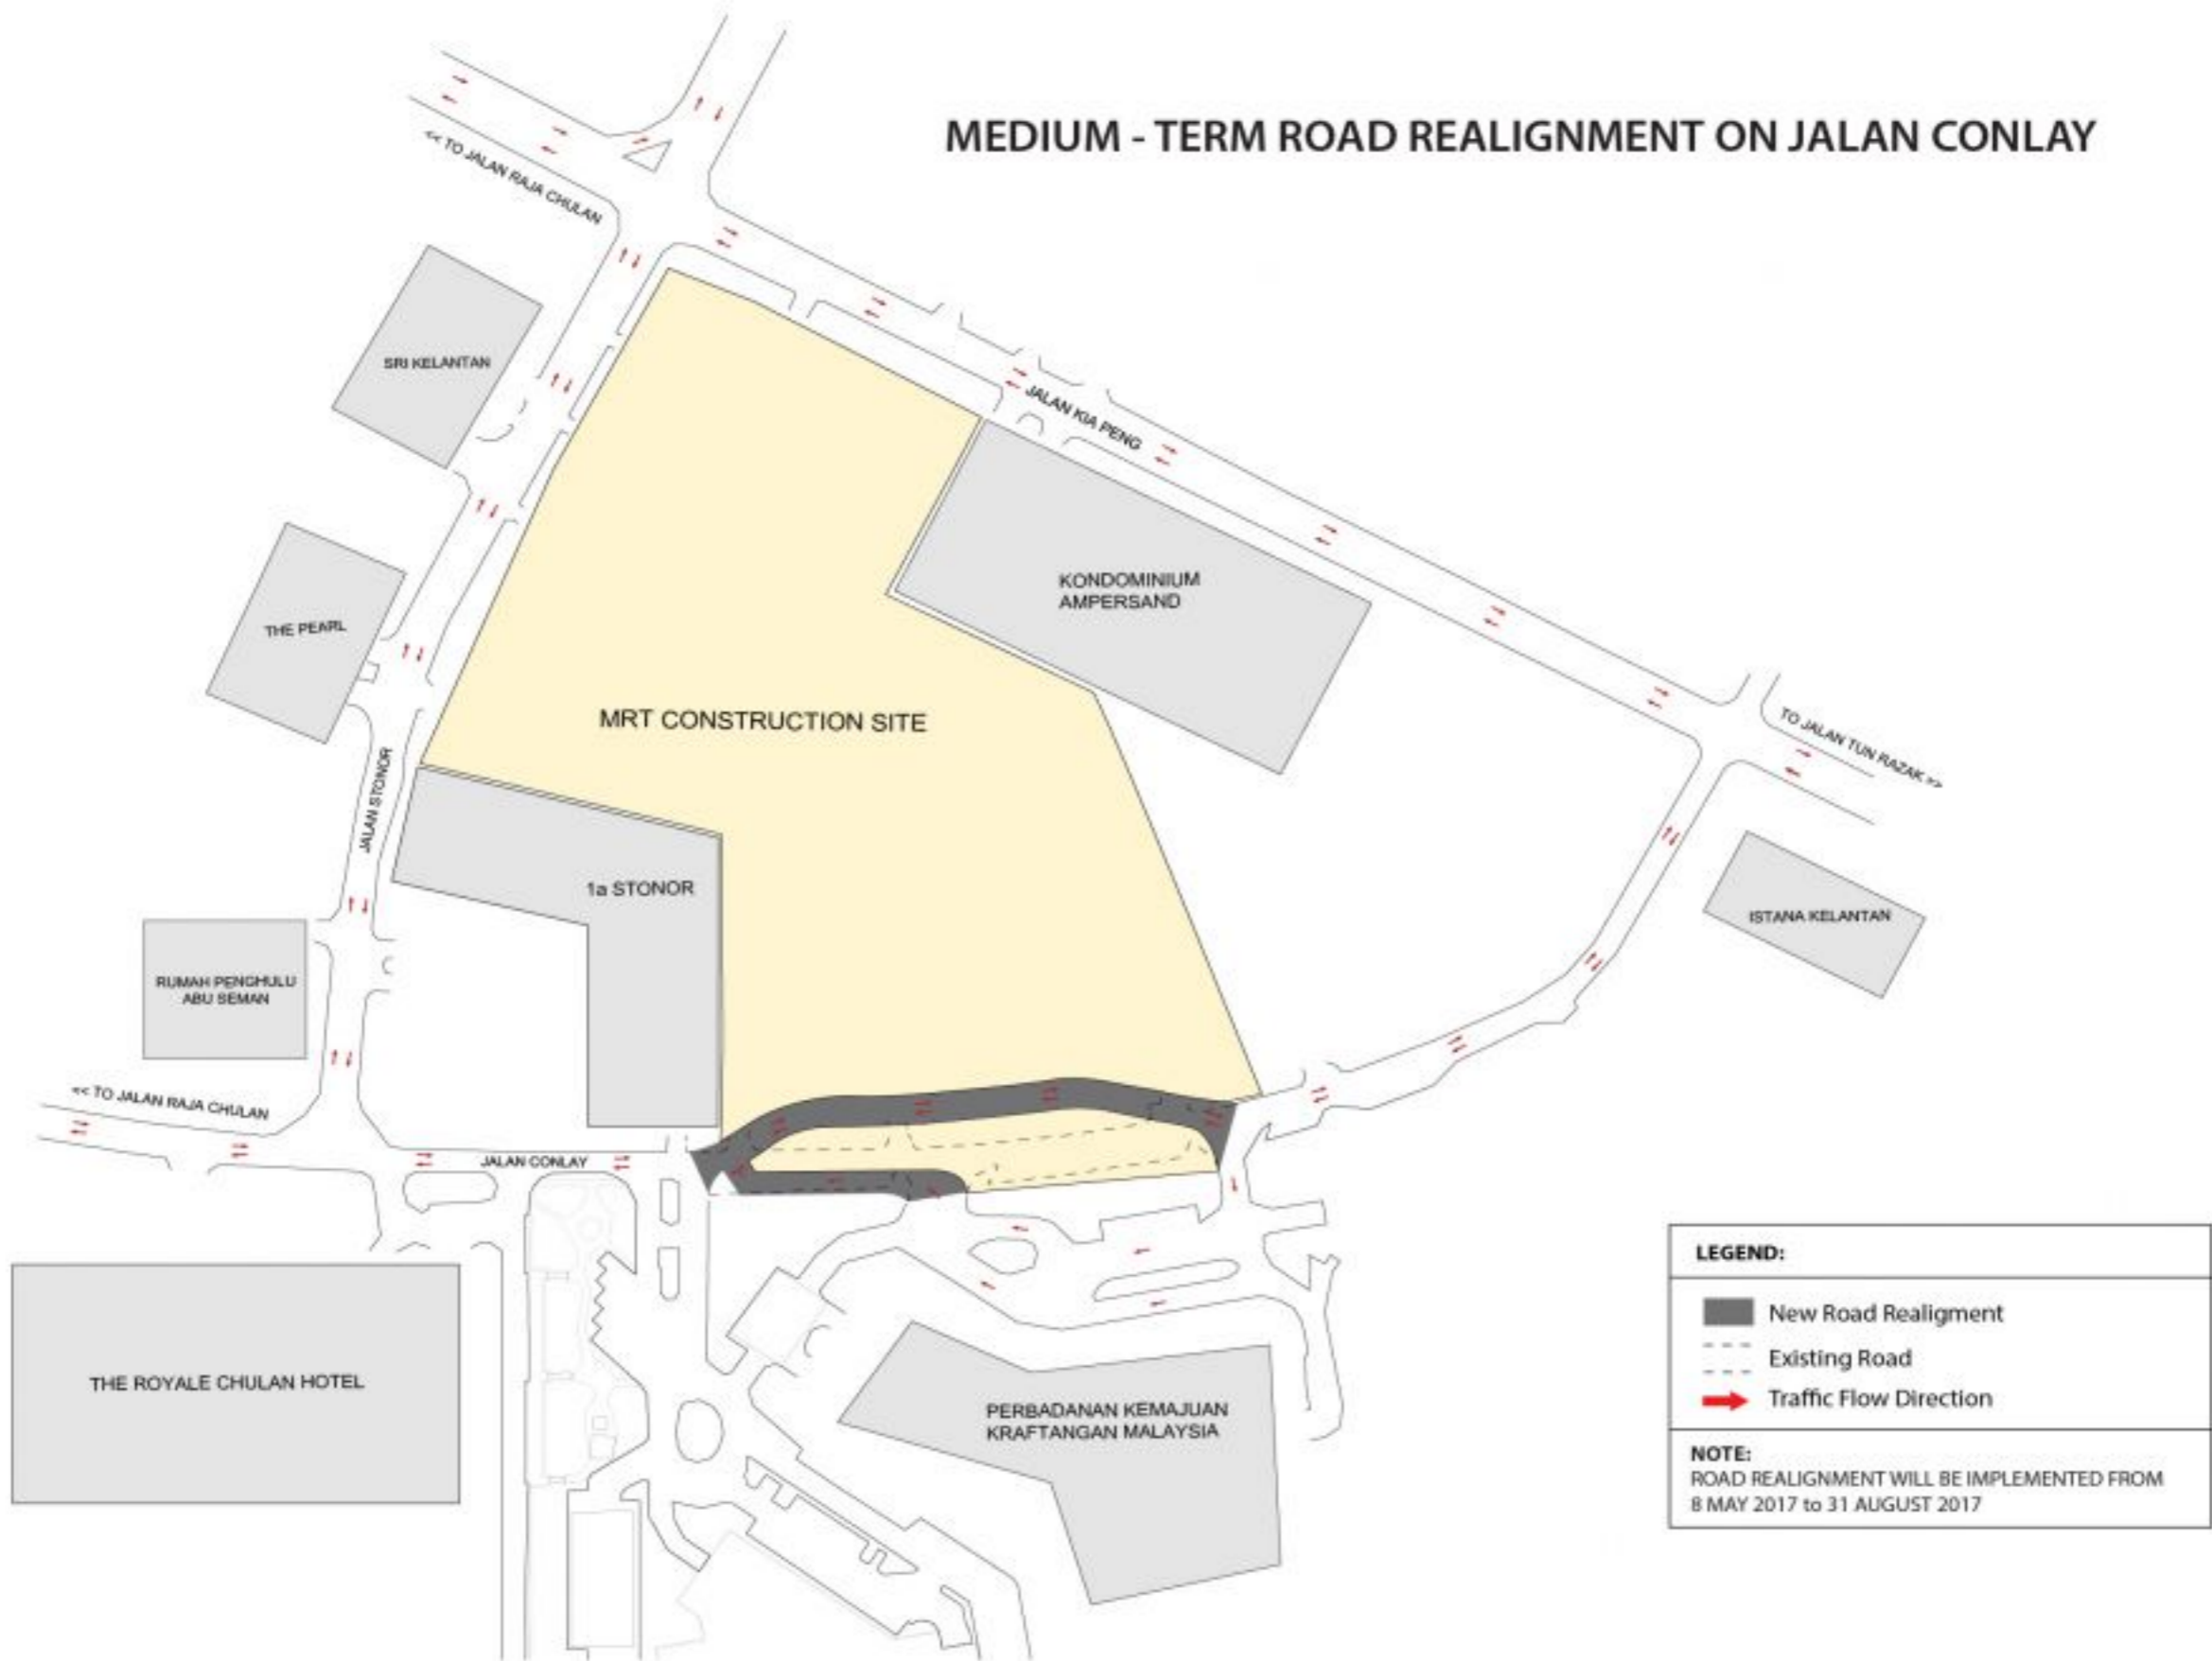 MEDIUM - TERM ROAD REALIGNMENT ON JALAN CONLAY
<< TO JALAN RAJA CHULAN
SRI KELANTAN
JALAN KIA PENG
KONDOMINIUM
AMPERSAND
THE PEARL
MRT CONSTRUCTION SITE
TO JALAN TUN RAZAK >>
JALAN STONOR
1a STONOR
ISTANA KELANTAN
RUMAH PENGHULU
ABU SEMAN
<< TO JALAN RAJA CHULAN
JALAN CONLAY
THE ROYALE CHULAN HOTEL
PERBADANAN KEMAJUAN
KRAFTANGAN MALAYSIA
LEGEND:
New Road Realigment
Existing Road
Traffic Flow Direction
NOTE:
ROAD REALIGNMENT WILL BE IMPLEMENTED FROM
8 MAY 2017 to 31 AUGUST 2017